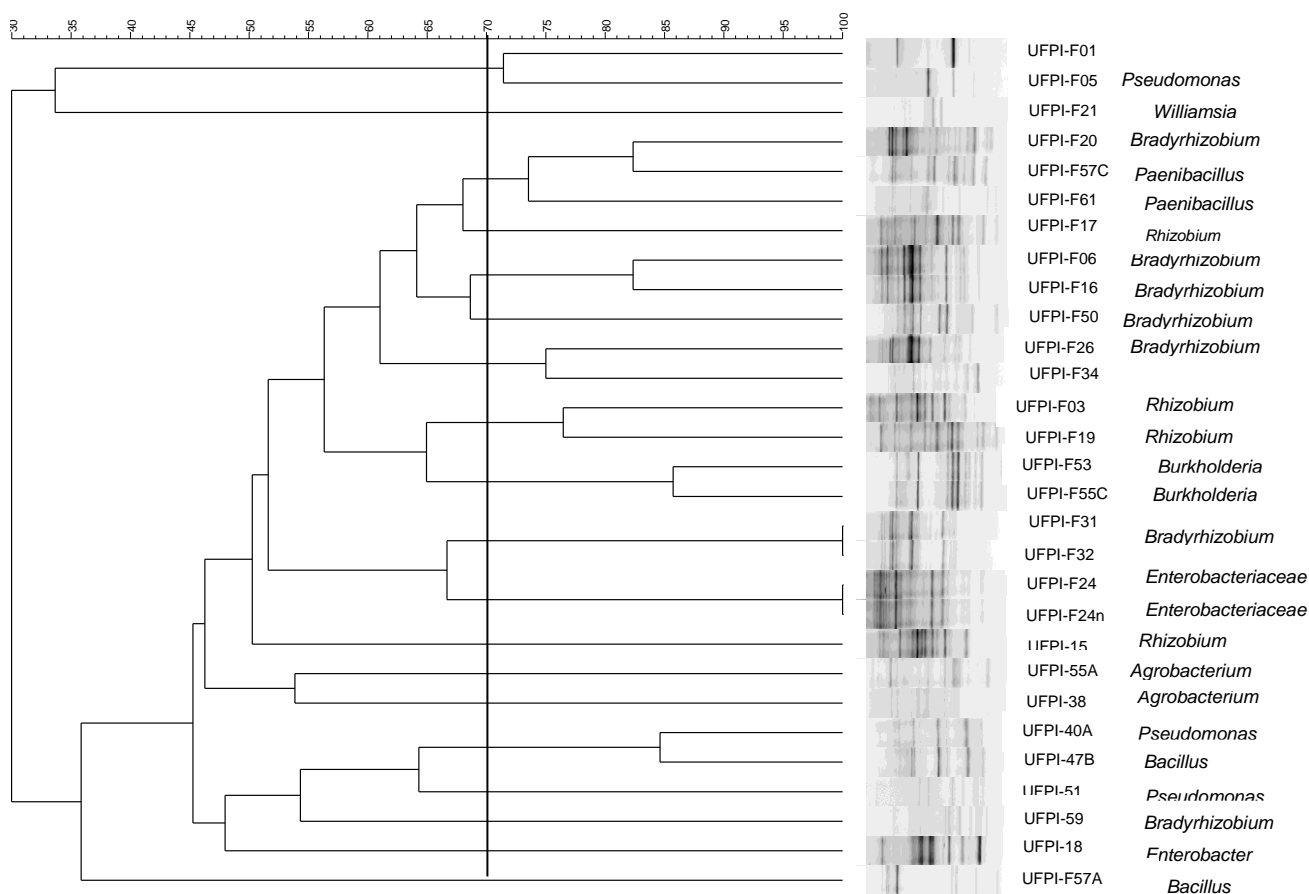 30 35 40 45 50 55 60 65 70 75 80 85 90 95 100
UFPI-F01
UFPI-F05 Pseudomonas
UFPI-F21 Williamsia
UFPI-F20 Bradyrhizobium
UFPI-F57C Paenibacillus
UFPI-F61 Paenibacillus
UFPI-F17 Rhizobium
UFPI-F06 Bradyrhizobium
UFPI-F16 Bradyrhizobium
UFPI-F50 Bradyrhizobium
UFPI-F26 Bradyrhizobium
UFPI-F34
UFPI-F03 Rhizobium
UFPI-F19 Rhizobium
UFPI-F53 Burkholderia
UFPI-F55C Burkholderia
UFPI-F31
Bradyrhizobium
UFPI-F32
UFPI-F24 Enterobacteriaceae
UFPI-F24n Enterobacteriaceae
UFPI-15 Rhizobium
UFPI-55A Agrobacterium
UFPI-38 Agrobacterium
UFPI-40A Pseudomonas
UFPI-47B Bacillus
UFPI-51 Pseudomonas
UFPI-59 Bradyrhizobium
UFPI-18 Enterobacter
UFPI-F57A Bacillus